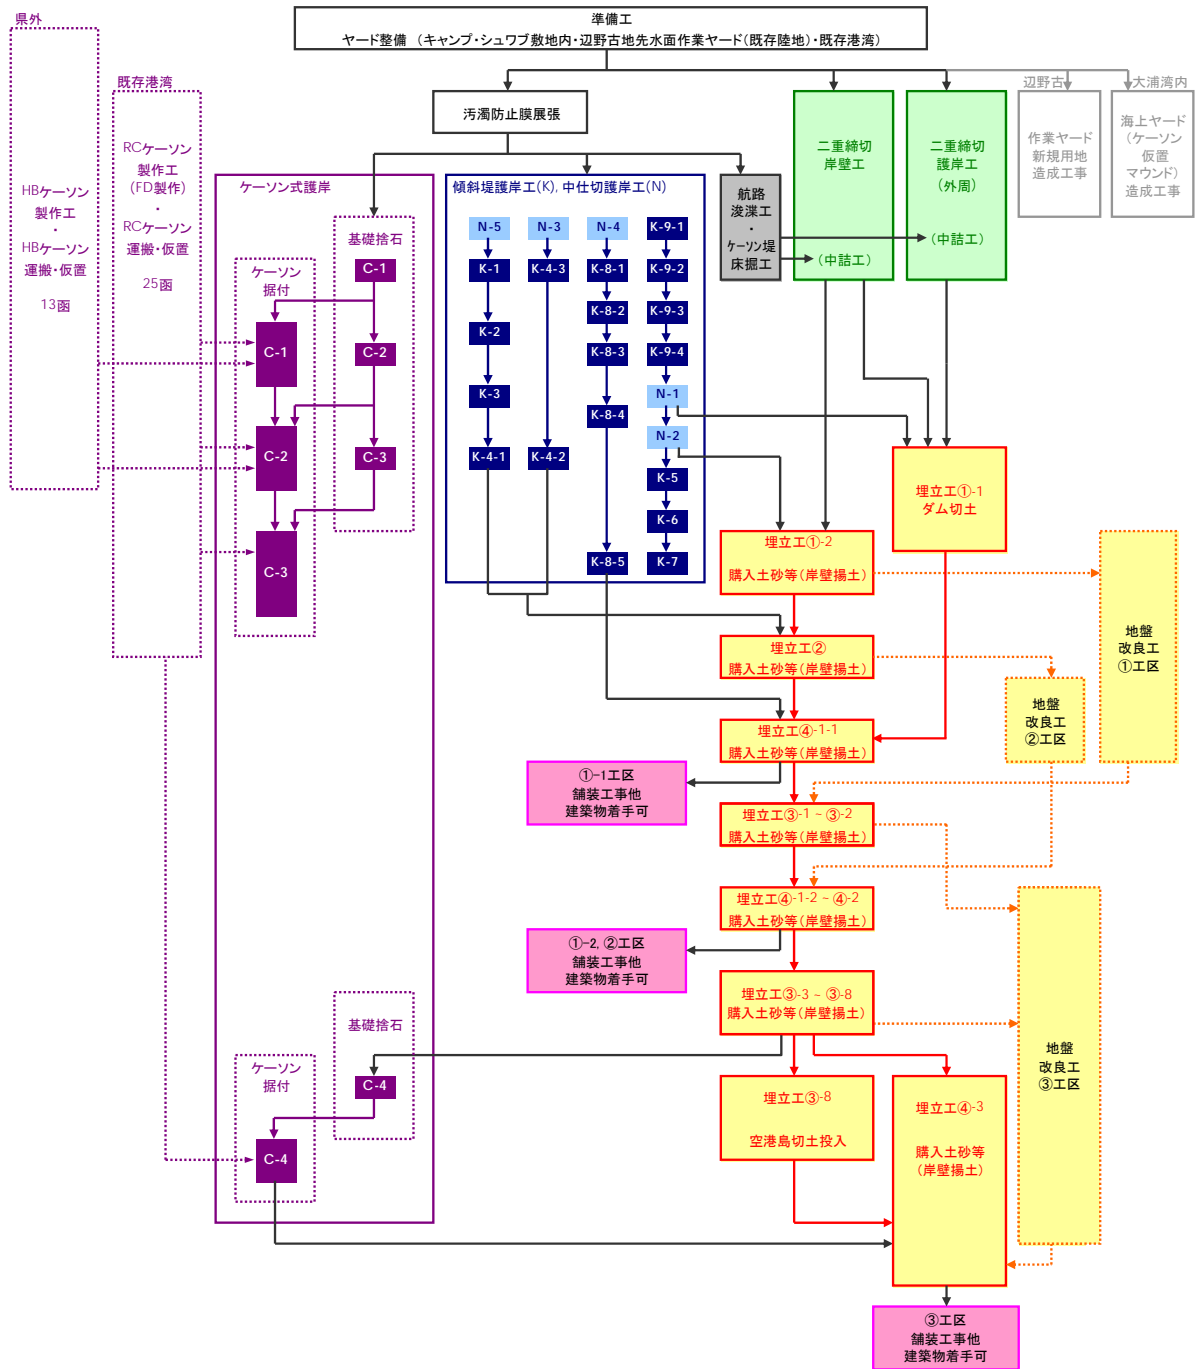 県外
準備工
ヤード整備 （キャンプ・シュワブ敷地内・辺野古地先水面作業ヤード(既存陸地)・既存港湾）
既存港湾
辺野古
大浦湾内
汚濁防止膜展張
二重締切
岸壁工
(中詰工)
二重締切
護岸工
(外周)
(中詰工)
作業ヤード
新規用地
造成工事
海上ヤード
(ケーソン
仮置
マウンド)
造成工事
HBケーソン
製作工
・
HBケーソン
運搬・仮置
13函
RCケーソン
製作工
(FD製作)
・
RCケーソン
運搬・仮置
25函
ケーソン式護岸
基礎捨石
C-1
C-2
C-3
ケーソン
据付
C-1
C-2
C-3
傾斜堤護岸工(K), 中仕切護岸工(N)
N-5
K-1
K-2
K-3
K-4-1
N-3
K-4-3
K-4-2
N-4
K-8-1
K-8-2
K-8-3
K-8-4
K-8-5
K-9-1
K-9-2
K-9-3
K-9-4
N-1
N-2
K-5
K-6
K-7
航路
浚渫工
・
ケーソン堤
床掘工
埋立工①-1
ダム切土
埋立工①-2
購入土砂等(岸壁揚土)
地盤
改良工
①工区
埋立工②
購入土砂等(岸壁揚土)
地盤
改良工
②工区
埋立工④-1-1
購入土砂等(岸壁揚土)
①-1工区
舗装工事他
建築物着手可
埋立工③-1 ~ ③-2
購入土砂等(岸壁揚土)
埋立工④-1-2 ~ ④-2
購入土砂等(岸壁揚土)
①-2, ②工区
舗装工事他
建築物着手可
埋立工③-3 ~ ③-8
購入土砂等(岸壁揚土)
地盤
改良工
③工区
基礎捨石
C-4
ケーソン
据付
C-4
埋立工③-8
空港島切土投入
埋立工④-3
購入土砂等
(岸壁揚土)
③工区
舗装工事他
建築物着手可